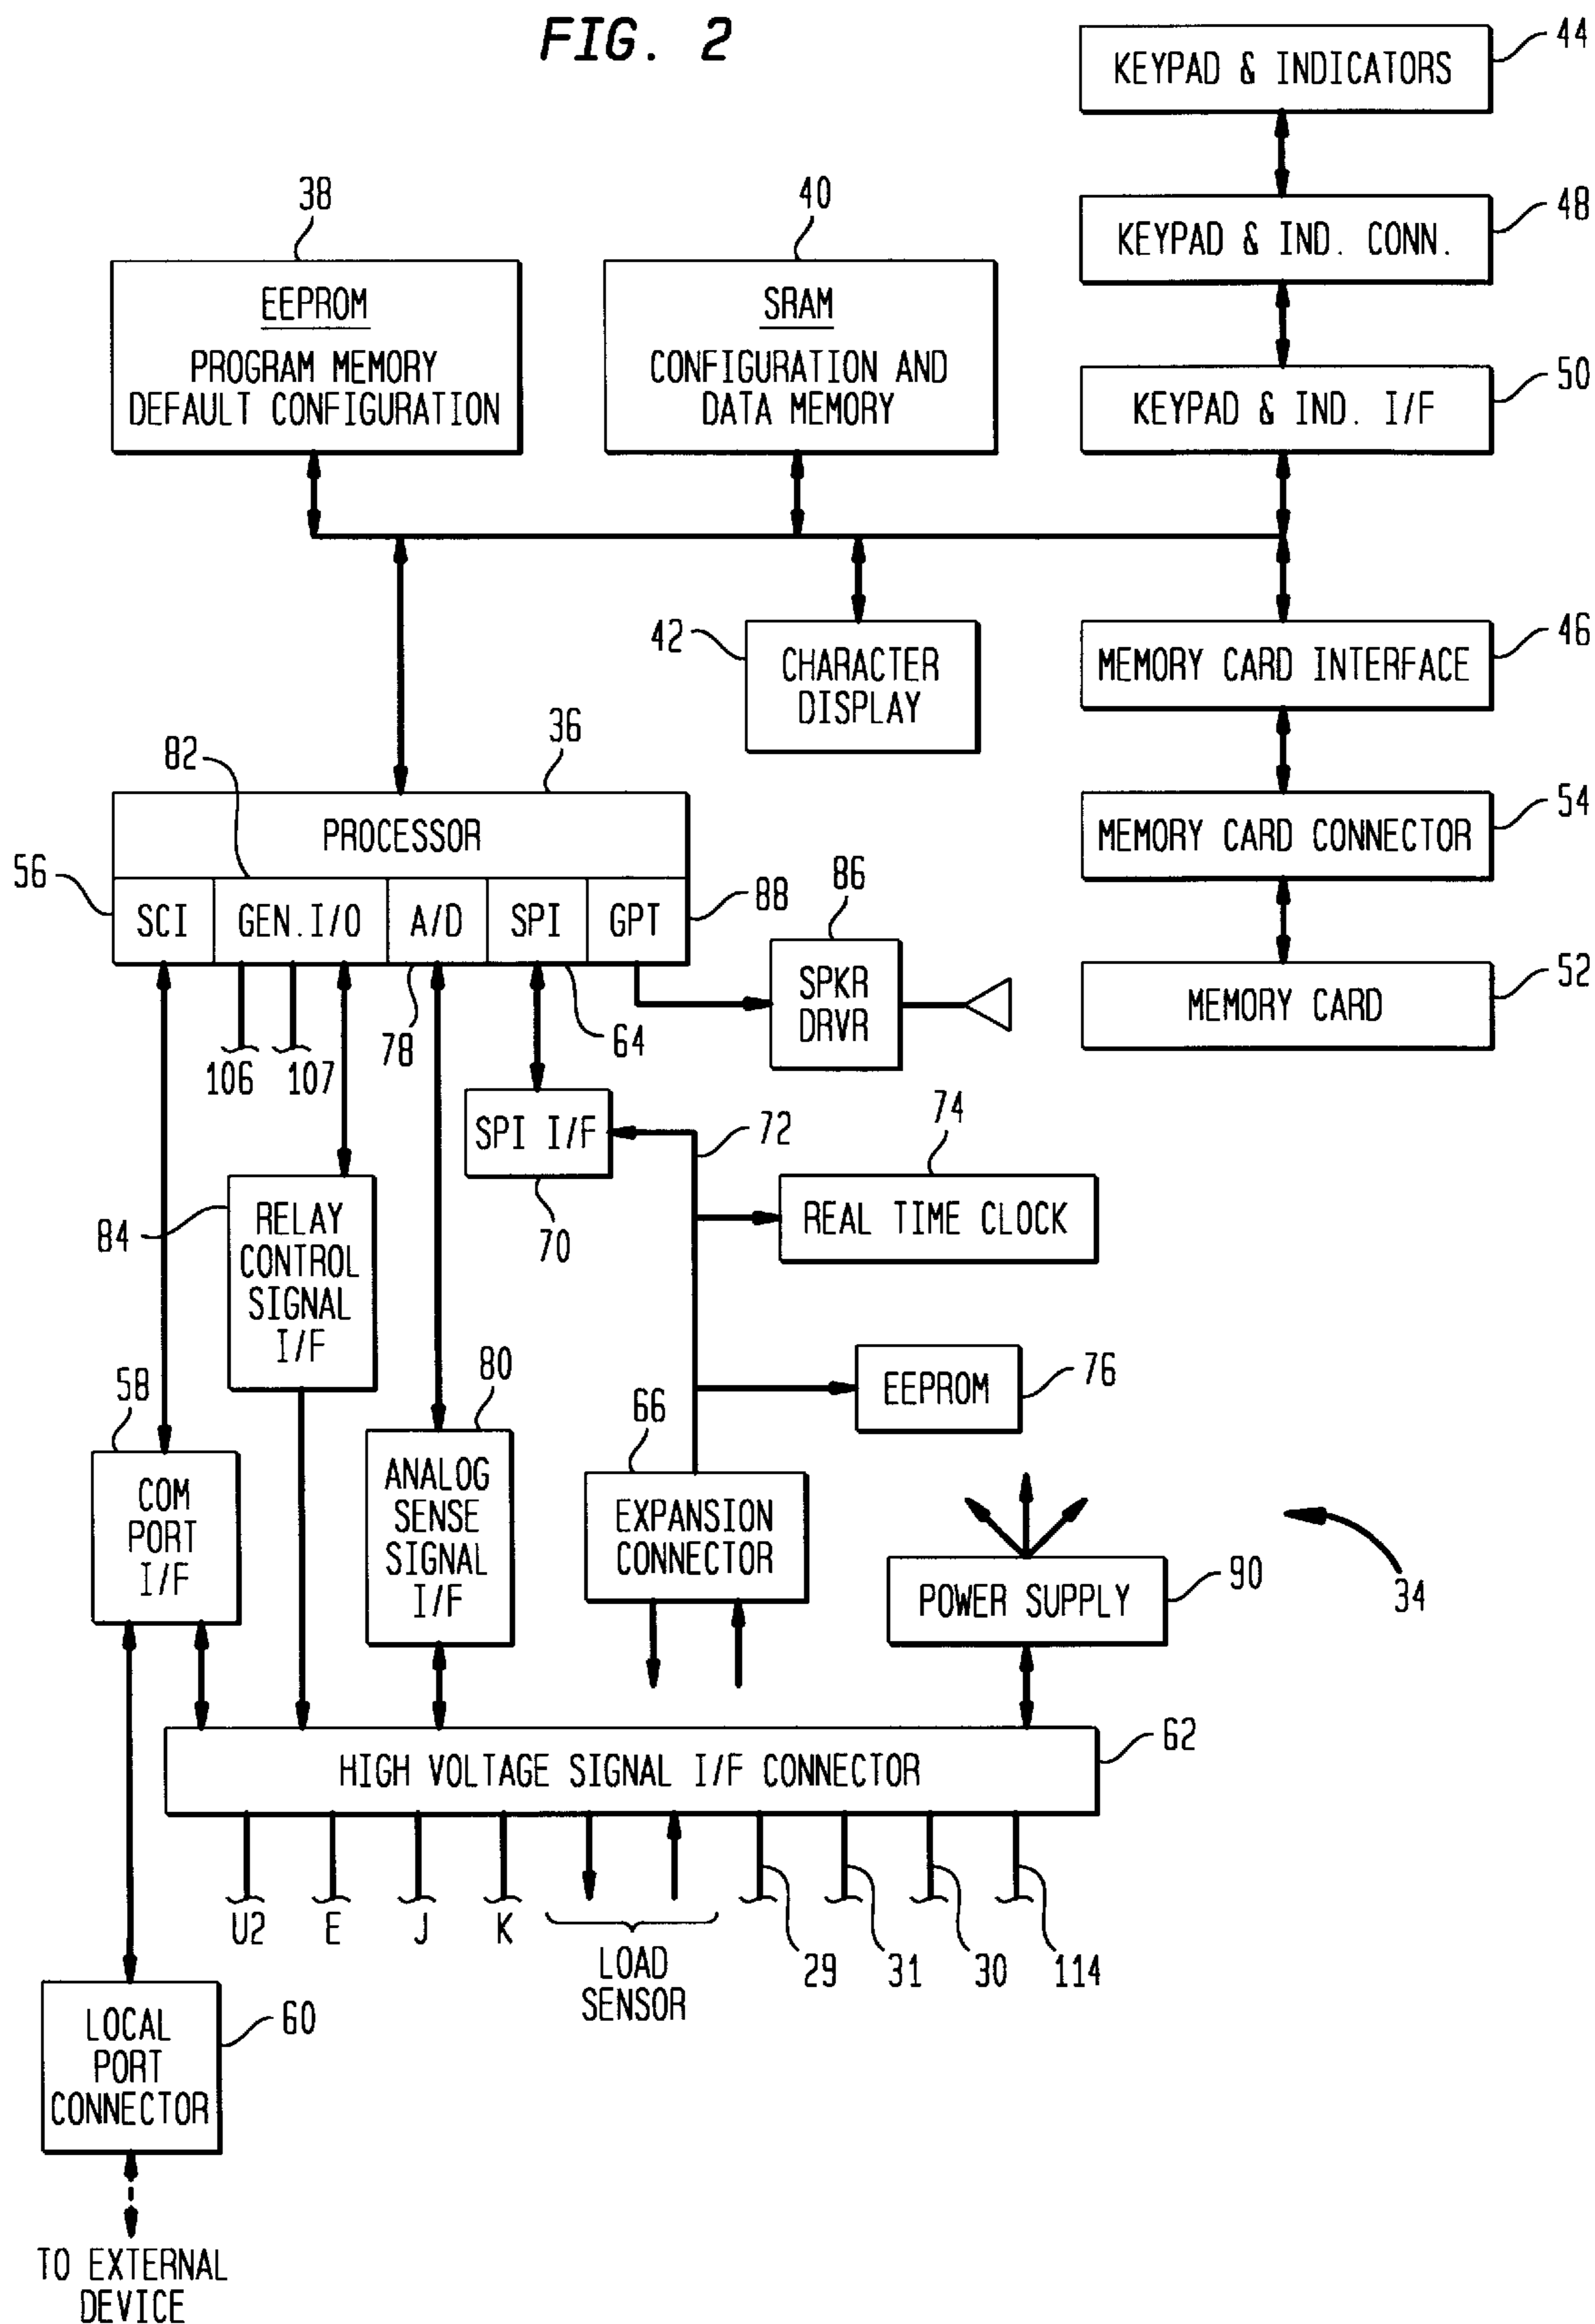 FIG. 2
44
KEYPAD & INDICATORS
48
KEYPAD & IND. CONN.
50
KEYPAD & IND. I/F
38
EEPROM
PROGRAM MEMORY
DEFAULT CONFIGURATION
40
SRAM
CONFIGURATION AND
DATA MEMORY
42
CHARACTER
DISPLAY
46
MEMORY CARD INTERFACE
54
MEMORY CARD CONNECTOR
52
MEMORY CARD
36
82
PROCESSOR
56
SCI
GEN.I/O
A/D
SPI
GPT
88
86
SPKR
DRVR
106
107
78
64
SPI I/F
70
72
74
REAL TIME CLOCK
84
RELAY
CONTROL
SIGNAL
I/F
76
EEPROM
58
COM
PORT
I/F
80
ANALOG
SENSE
SIGNAL
I/F
66
EXPANSION
CONNECTOR
POWER SUPPLY
90
34
62
HIGH VOLTAGE SIGNAL I/F CONNECTOR
U2
E
J
K
LOAD
SENSOR
29
31
30
114
60
LOCAL
PORT
CONNECTOR
TO EXTERNAL
DEVICE